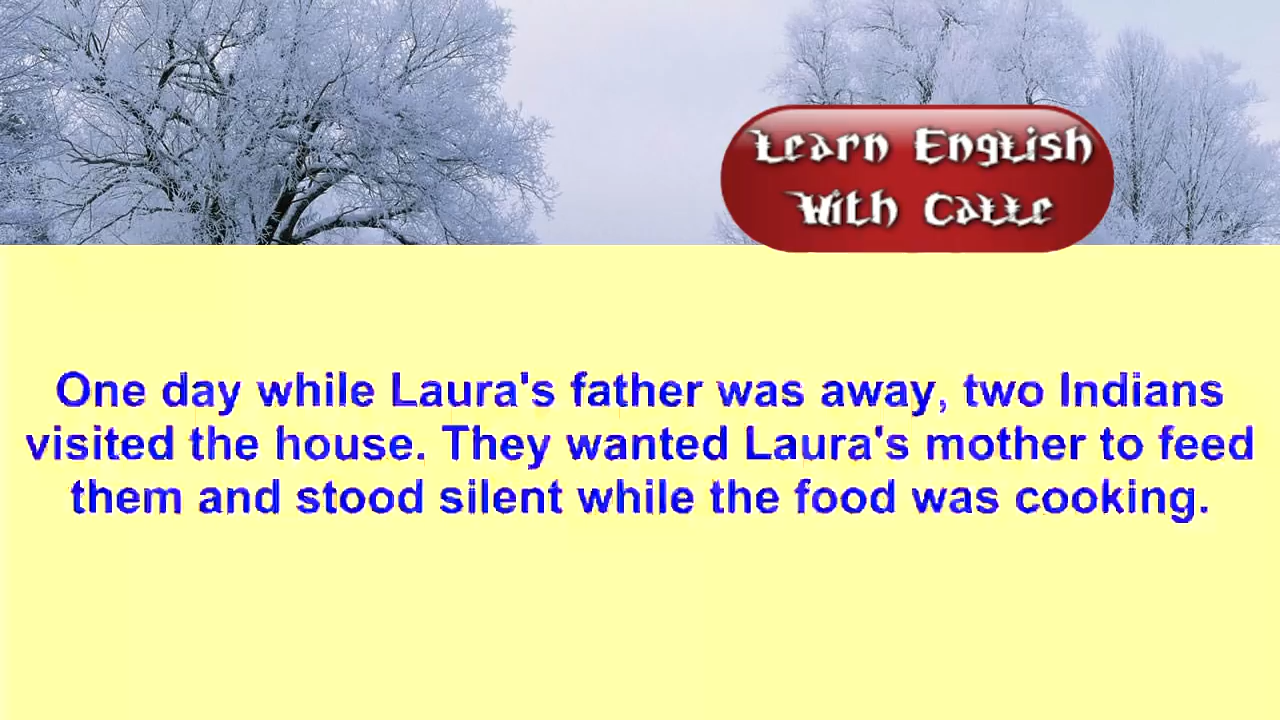 Learn English
With Catte
One day while Laura's father was away, two Indians
visited the house. They wanted Laura's mother to feed
them and stood silent while the food was cooking.